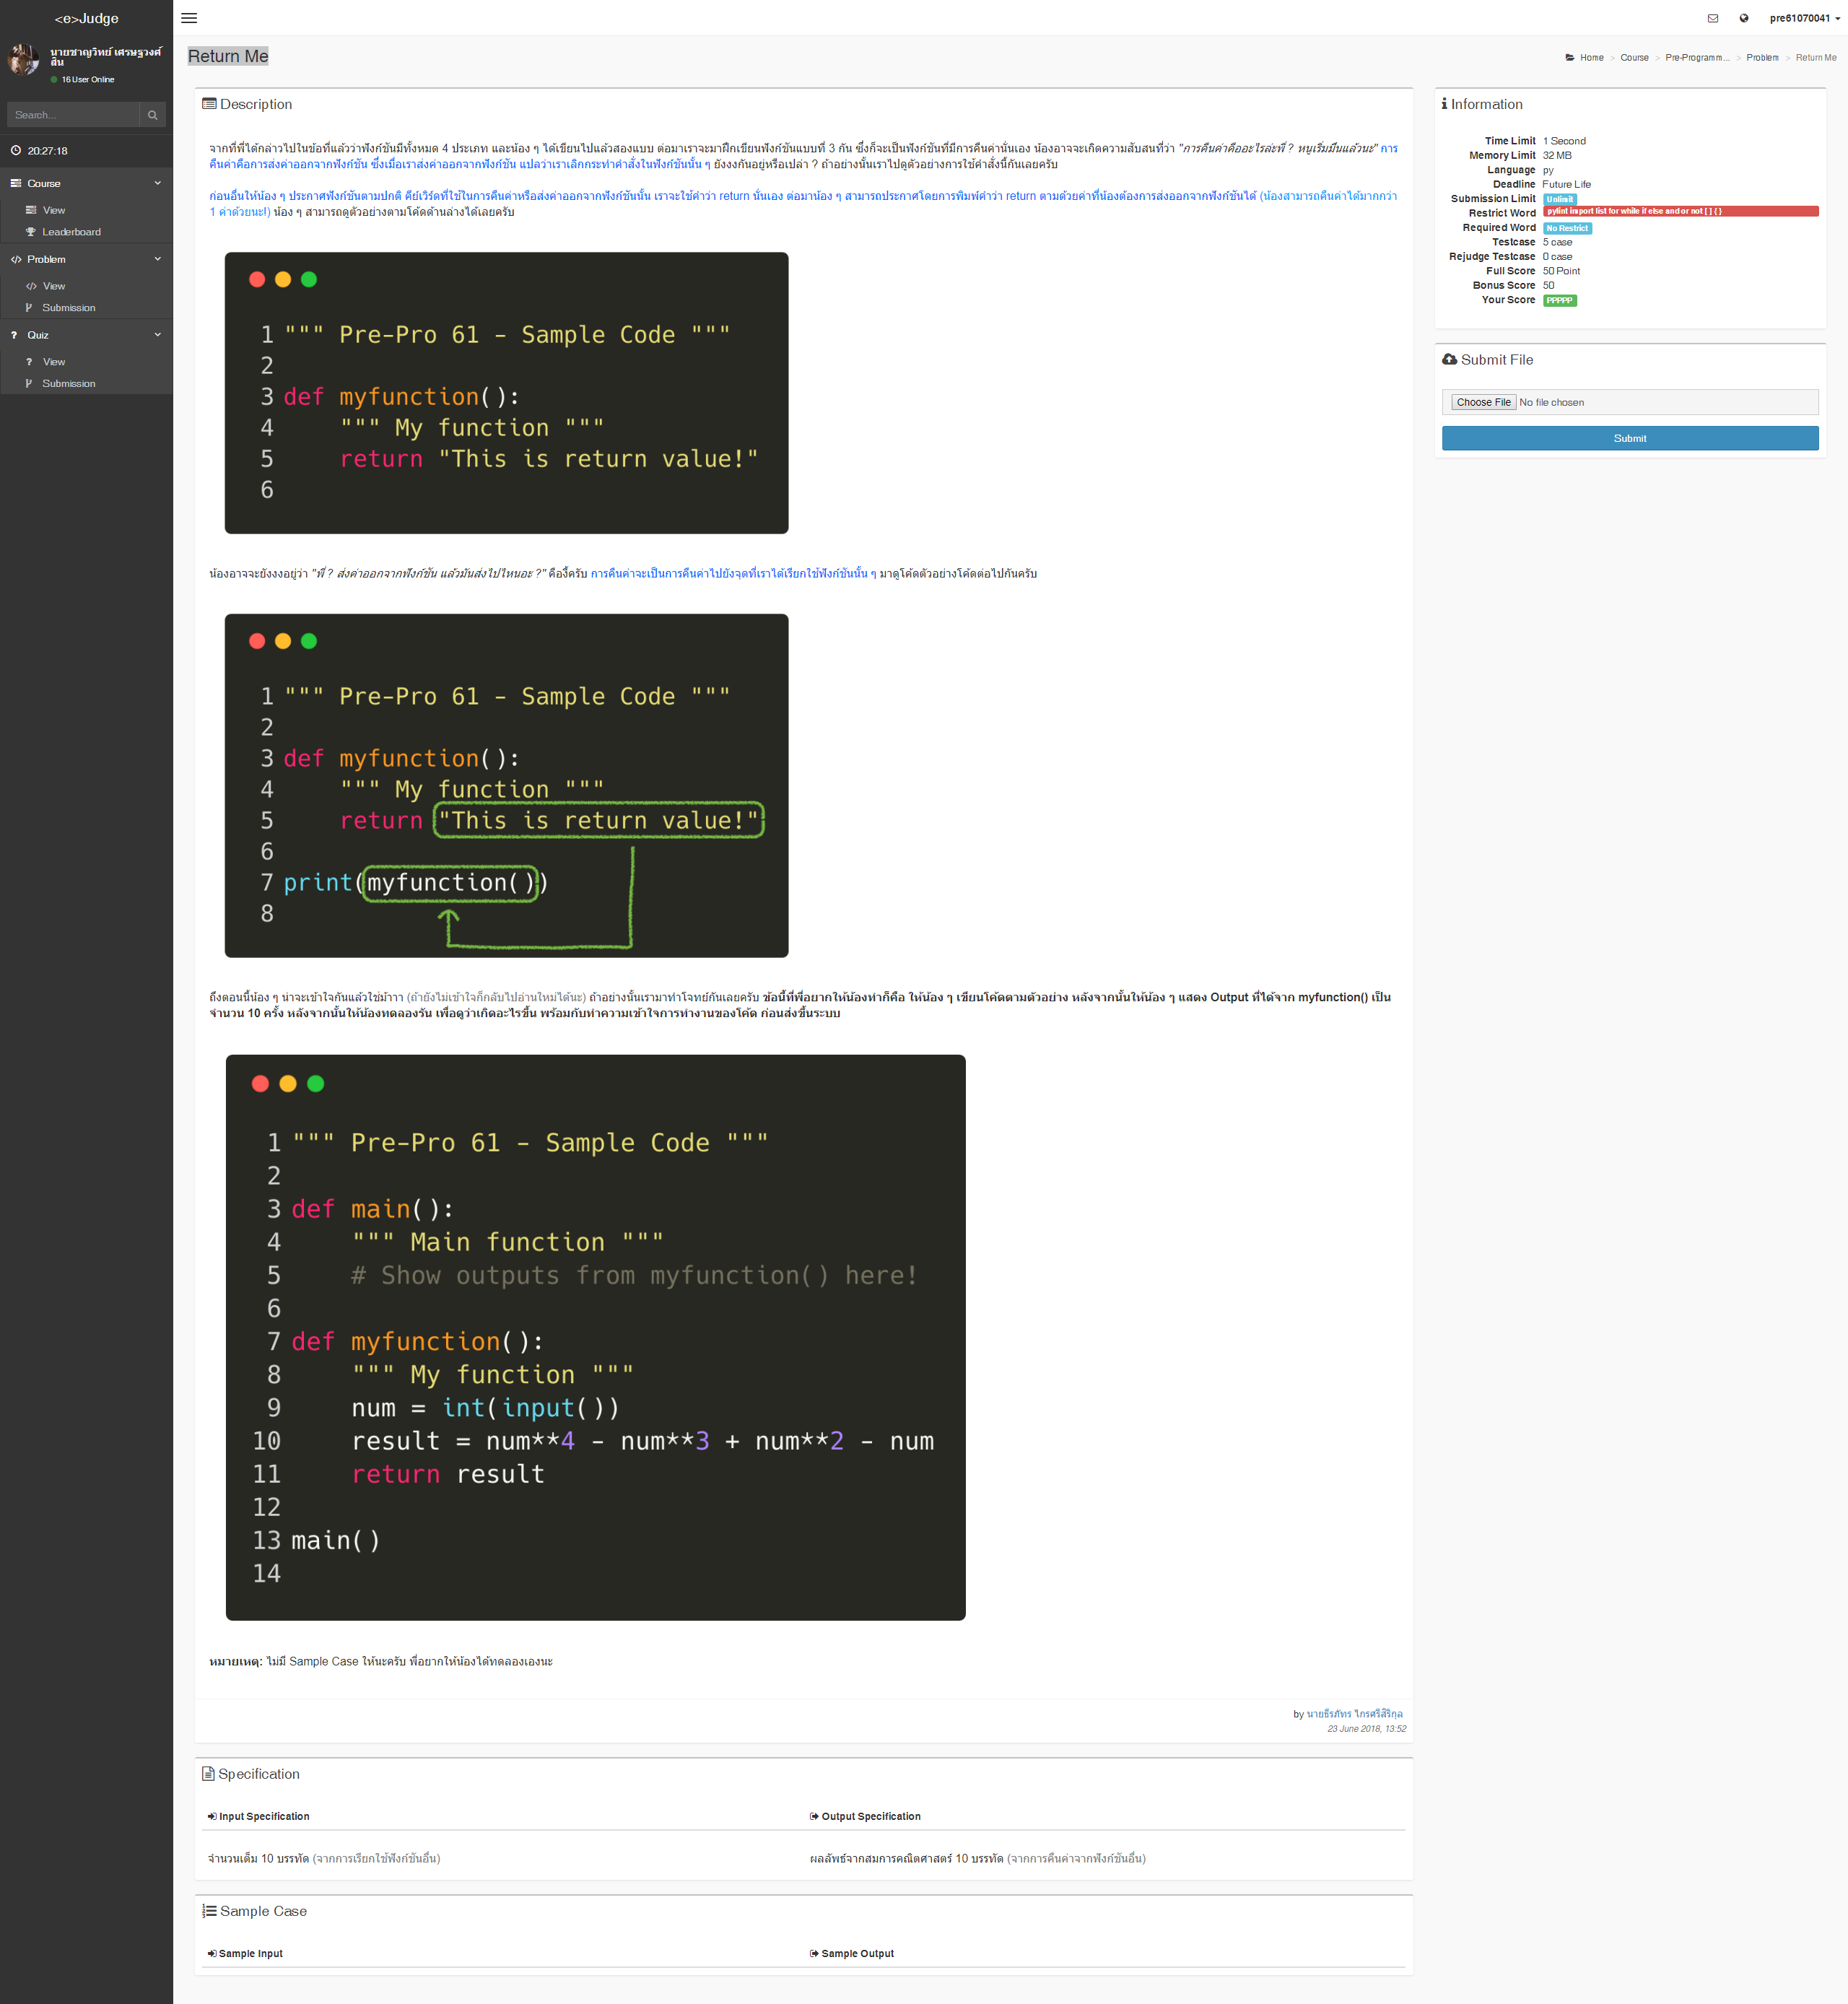 <e>Judge
นายชาญวิทย์ เศรษฐวงศ์
สิน
16 User Online
Search...
20:27:18
Course
View
Leaderboard
Problem
View
Submission
Quiz
View
Submission
pre61070041
Return Me
Home > Course > Pre-Programm... > Problem > Return Me
Description
จากที่พี่ได้กล่าวไปในข้อที่แล้วว่าฟังก์ชันมีทั้งหมด 4 ประเภท และน้อง ๆ ได้เขียนไปแล้วสองแบบ ต่อมาเราจะมาฝึกเขียนฟังก์ชันแบบที่ 3 กัน ซึ่งก็จะเป็นฟังก์ชันที่มีการคืนค่านั่นเอง น้องอาจจะเกิดความสับสนที่ว่า "การคืนค่าคืออะไรล่ะพี่ ? หนูเริ่มมึนแล้วนะ" การ
คืนค่าคือการส่งค่าออกจากฟังก์ชัน ซึ่งเมื่อเราส่งค่าออกจากฟังก์ชัน แปลว่าเราเลิกกระทำคำสั่งในฟังก์ชันนั้น ๆ ยังงงกันอยู่หรือเปล่า ? ถ้าอย่างนั้นเราไปดูตัวอย่างการใช้คำสั่งนี้กันเลยครับ
ก่อนอื่นให้น้อง ๆ ประกาศฟังก์ชันตามปกติ คีย์เวิร์ดที่ใช้ในการคืนค่าหรือส่งค่าออกจากฟังก์ชันนั้น เราจะใช้คำว่า return นั่นเอง ต่อมาน้อง ๆ สามารถประกาศโดยการพิมพ์คำว่า return ตามด้วยค่าที่น้องต้องการส่งออกจากฟังก์ชันได้ (น้องสามารถคืนค่าได้มากกว่า
1 ค่าด้วยนะ!) น้อง ๆ สามารถดูตัวอย่างตามโค้ดด้านล่างได้เลยครับ
1 """ Pre-Pro 61 - Sample Code """
2
3 def myfunction():
4     """ My function """
5     return "This is return value!"
6
น้องอาจจะยังงงอยู่ว่า "พี่ ? ส่งค่าออกจากฟังก์ชัน แล้วมันส่งไปไหนอะ ?" คืองี้ครับ การคืนค่าจะเป็นการคืนค่าไปยังจุดที่เราได้เรียกใช้ฟังก์ชันนั้น ๆ มาดูโค้ดตัวอย่างโค้ดต่อไปกันครับ
1 """ Pre-Pro 61 - Sample Code """
2
3 def myfunction():
4     """ My function """
5     return "This is return value!"
6
7 print(myfunction())
8
ถึงตอนนี้น้อง ๆ น่าจะเข้าใจกันแล้วใช่ม้าาา (ถ้ายังไม่เข้าใจก็กลับไปอ่านใหม่ได้นะ) ถ้าอย่างนั้นเรามาทำโจทย์กันเลยครับ ข้อนี้ที่พี่อยากให้น้องทำก็คือ ให้น้อง ๆ เขียนโค้ดตามตัวอย่าง หลังจากนั้นให้น้อง ๆ แสดง Output ที่ได้จาก myfunction() เป็น
จำนวน 10 ครั้ง หลังจากนั้นให้น้องทดลองรัน เพื่อดูว่าเกิดอะไรขึ้น พร้อมกับทำความเข้าใจการทำงานของโค้ด ก่อนส่งขึ้นระบบ
1 """ Pre-Pro 61 - Sample Code """
2
3 def main():
4     """ Main function """
5     # Show outputs from myfunction() here!
6
7 def myfunction():
8     """ My function """
9     num = int(input())
10     result = num**4 - num**3 + num**2 - num
11     return result
12
13 main()
14
หมายเหตุ: ไม่มี Sample Case ให้นะครับ พี่อยากให้น้องได้ทดลองเองนะ
by นายธีรภัทร ไกรศรีสิริกุล
23 June 2018, 13:52
Specification
Input Specification
Output Specification
จำนวนเต็ม 10 บรรทัด (จากการเรียกใช้ฟังก์ชันอื่น)
ผลลัพธ์จากสมการคณิตศาสตร์ 10 บรรทัด (จากการคืนค่าจากฟังก์ชันอื่น)
Sample Case
Sample Input
Sample Output
Information
Time Limit 1 Second
Memory Limit 32 MB
Language py
Deadline Future Life
Submission Limit Unlimit
Restrict Word pylint import list for while if else and or not [ ] { }
Required Word No Restrict
Testcase 5 case
Rejudge Testcase 0 case
Full Score 50 Point
Bonus Score 50
Your Score PPPPP
Submit File
Choose File No file chosen
Submit